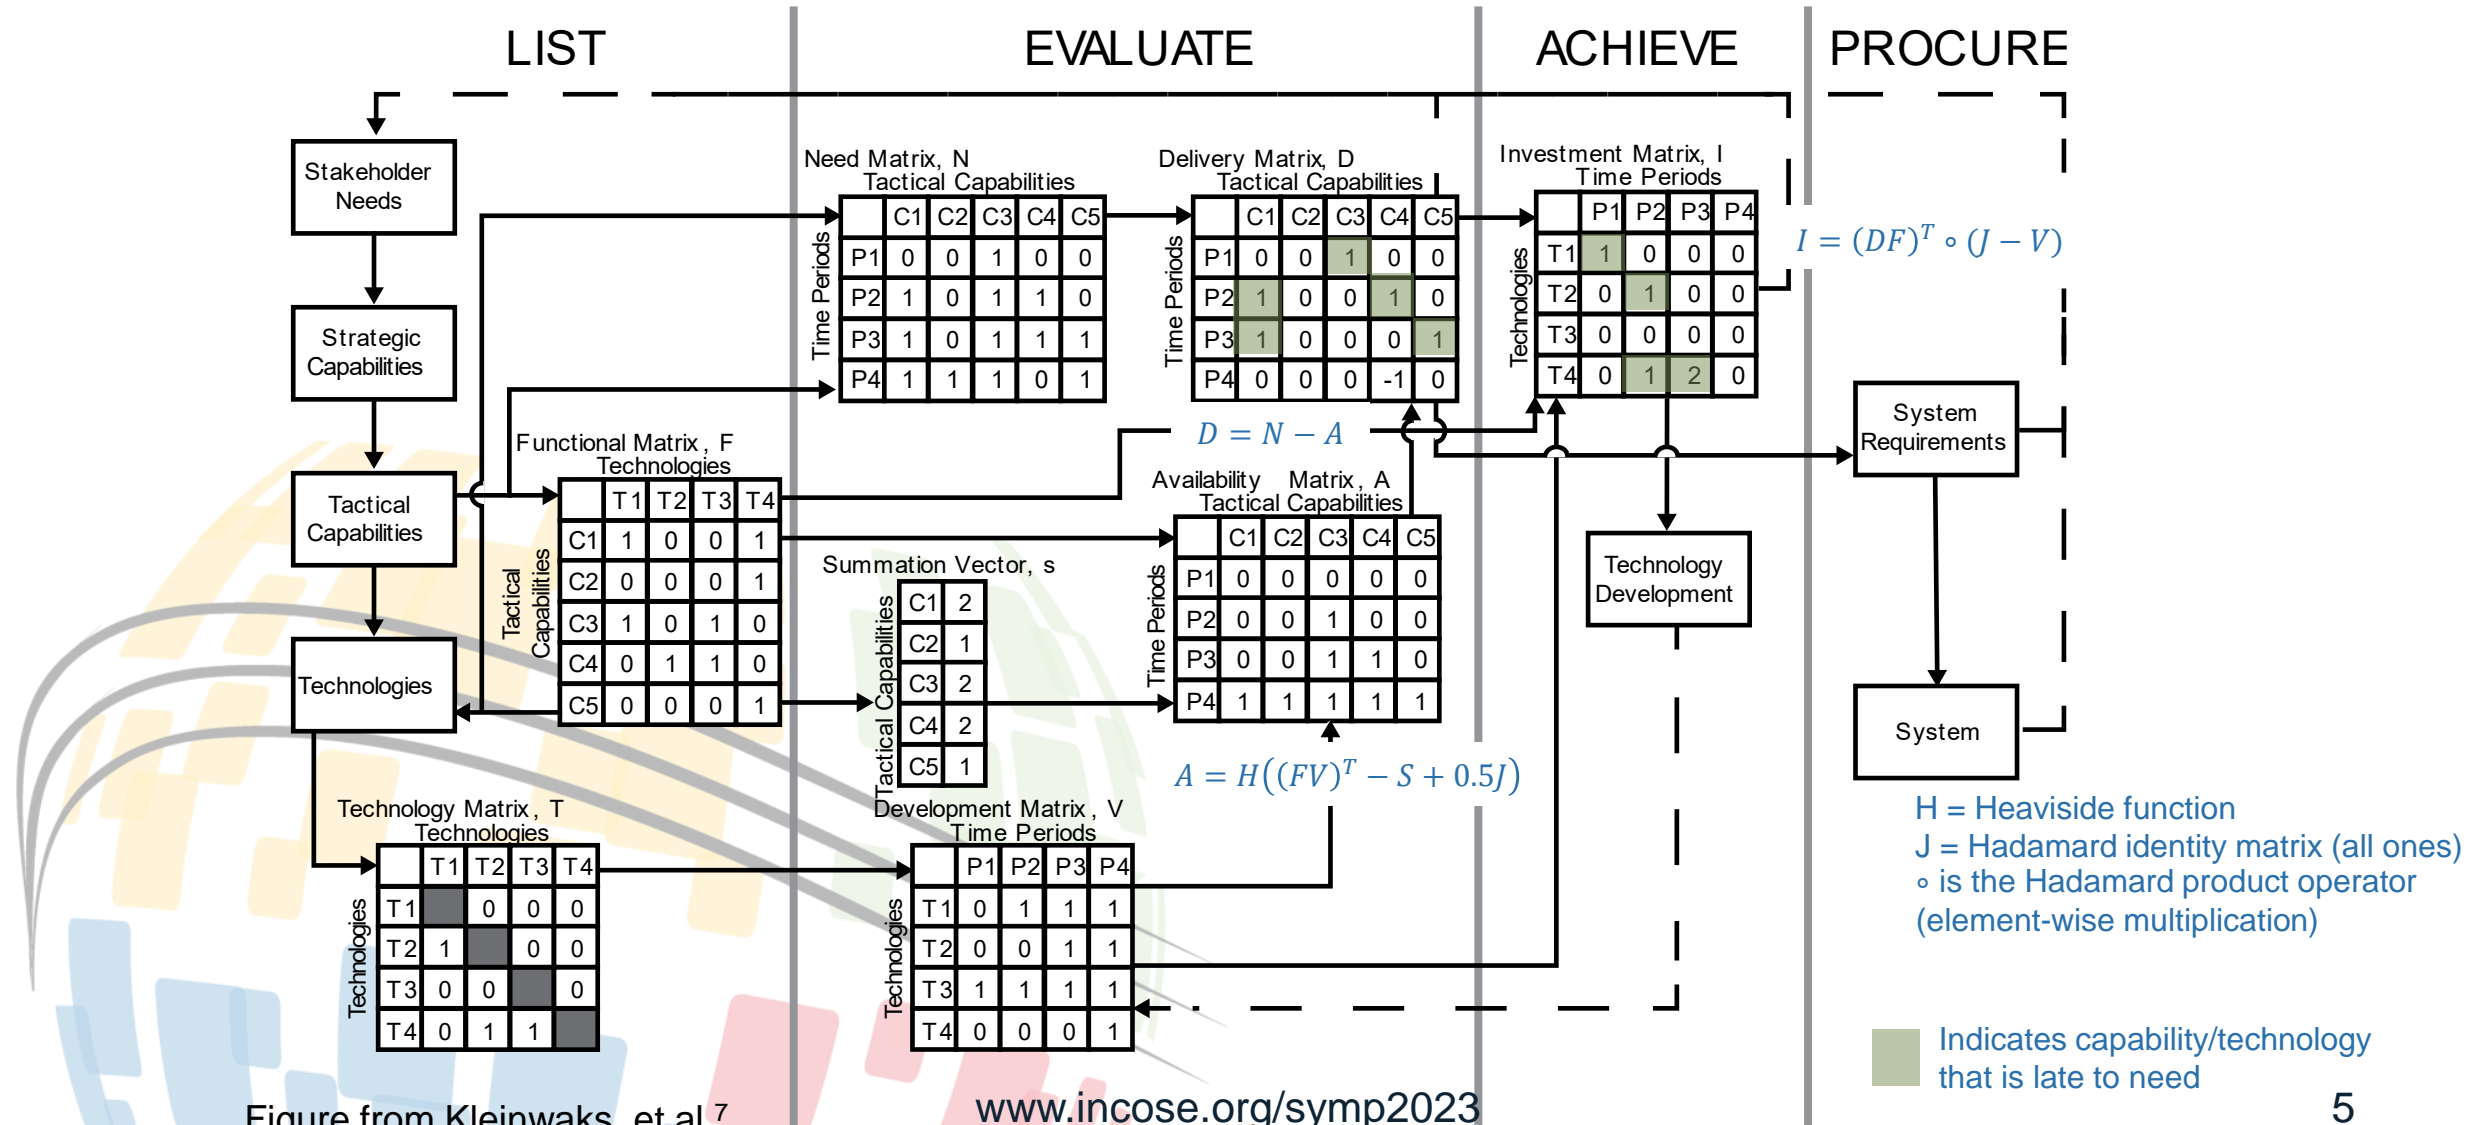 LIST
EVALUATE
ACHIEVE
PROCURE
Stakeholder
Needs
Strategic
Capabilities
Tactical
Capabilities
Technologies
Functional Matrix, F
Technologies
Tactical
Capabilities
T1 T2 T3 T4
C1 1 0 0 1
C2 0 0 0 1
C3 1 0 1 0
C4 0 1 1 0
C5 0 0 0 1
Technology Matrix, T
Technologies
Technologies
T1 T2 T3 T4
T1 0 0 0
T2 1 0 0
T3 0 0 0
T4 0 1 1
Need Matrix, N
Tactical Capabilities
Time Periods
C1 C2 C3 C4 C5
P1 0 0 1 0 0
P2 1 0 1 1 0
P3 1 0 1 1 1
P4 1 1 1 0 1
Delivery Matrix, D
Tactical Capabilities
Time Periods
C1 C2 C3 C4 C5
P1 0 0 1 0 0
P2 1 0 0 1 0
P3 1 0 0 0 1
P4 0 0 0 -1 0
D = N − A
Summation Vector, s
Tactical Capabilities
C1 2
C2 1
C3 2
C4 2
C5 1
Availability Matrix, A
Tactical Capabilities
Time Periods
C1 C2 C3 C4 C5
P1 0 0 0 0 0
P2 0 0 1 0 0
P3 0 0 1 1 0
P4 1 1 1 1 1
A = H((FV)ᵀ − S + 0.5J)
Development Matrix, V
Time Periods
Technologies
P1 P2 P3 P4
T1 0 1 1 1
T2 0 0 1 1
T3 1 1 1 1
T4 0 0 0 1
Investment Matrix, I
Time Periods
Technologies
P1 P2 P3 P4
T1 1 0 0 0
T2 0 1 0 0
T3 0 0 0 0
T4 0 1 2 0
I = (DF)ᵀ ∘ (J − V)
Technology
Development
System
Requirements
System
H = Heaviside function
J = Hadamard identity matrix (all ones)
∘ is the Hadamard product operator
(element-wise multiplication)
Indicates capability/technology
that is late to need
Figure from Kleinwaks, et al 7
www.incose.org/symp2023
5